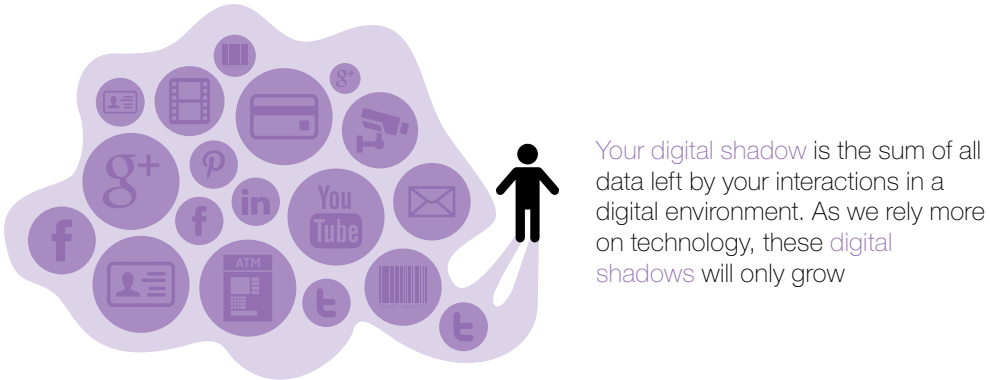 g+
g+
You
Tube
in
f
f
ATM
t
t
Your digital shadow is the sum of all
data left by your interactions in a
digital environment. As we rely more
on technology, these digital
shadows will only grow